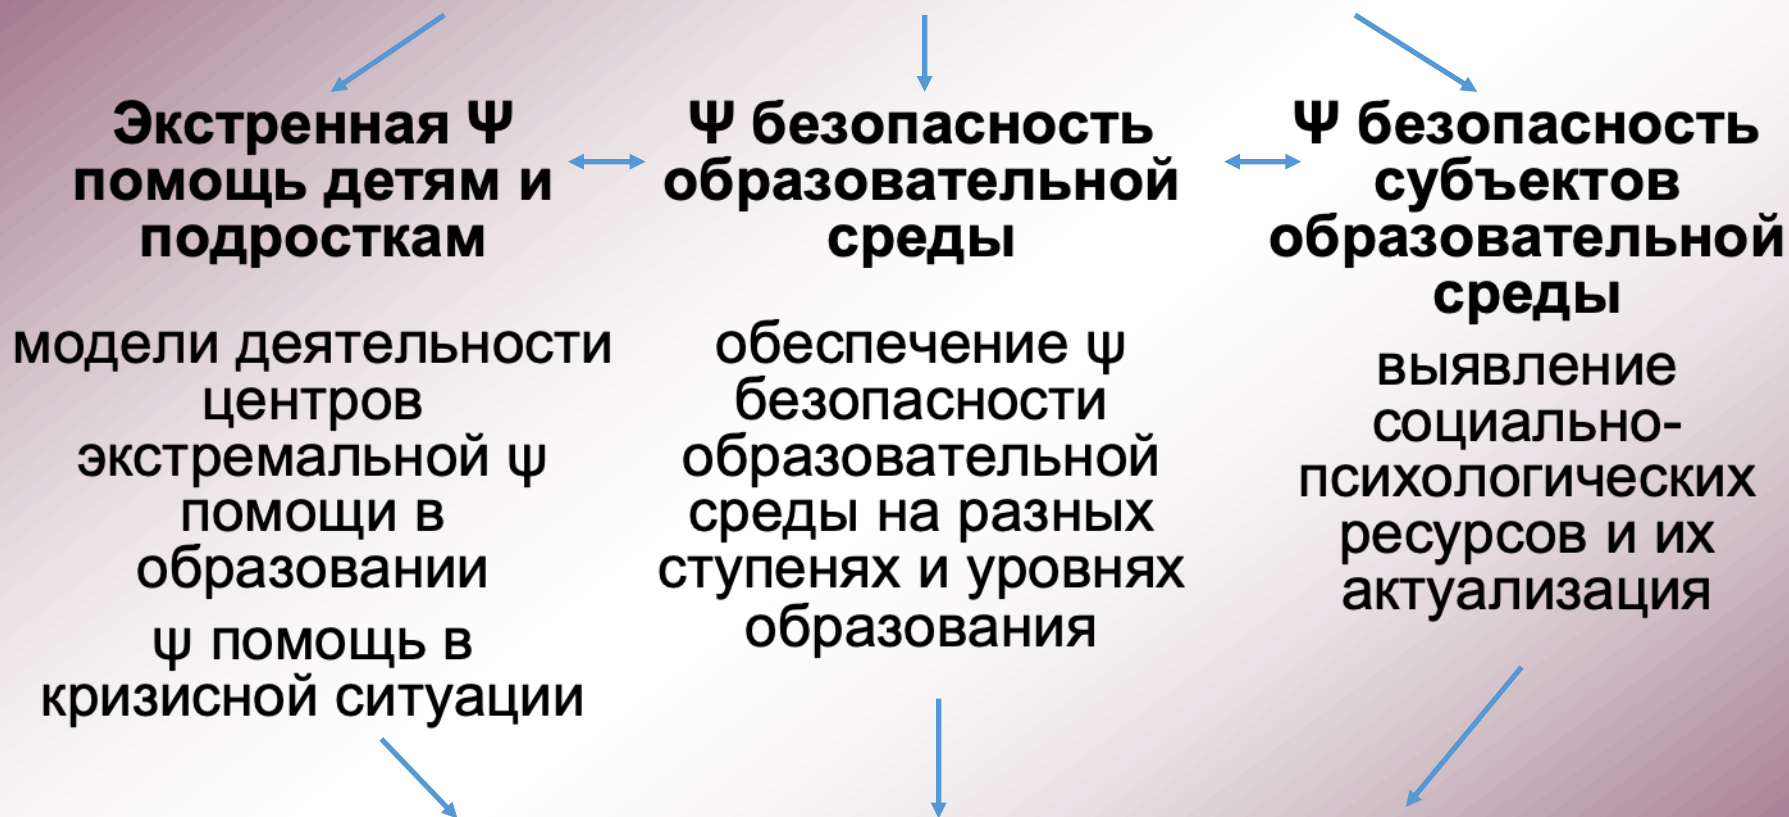 Экстренная Ψ
помощь детям и
подросткам
модели деятельности
центров
экстремальной ψ
помощи в
образовании
ψ помощь в
кризисной ситуации
Ψ безопасность
образовательной
среды
обеспечение ψ
безопасности
образовательной
среды на разных
ступенях и уровнях
образования
Ψ безопасность
субъектов
образовательной
среды
выявление
социально-
психологических
ресурсов и их
актуализация